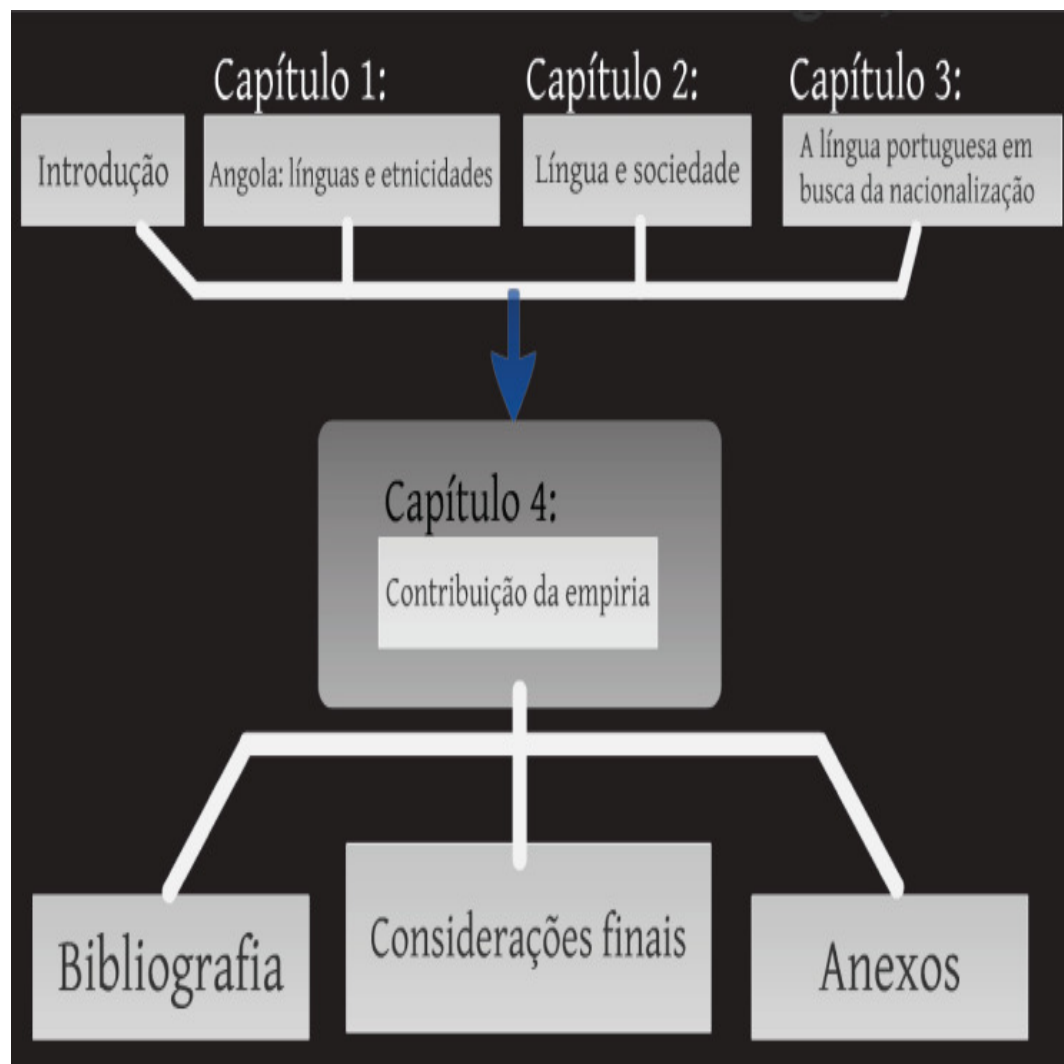 Introdução
Capítulo 1:
Angola: línguas e etnicidades
Capítulo 2:
Língua e sociedade
Capítulo 3:
A língua portuguesa em
busca da nacionalização
Capítulo 4:
Contribuição da empiria
Bibliografia
Considerações finais
Anexos